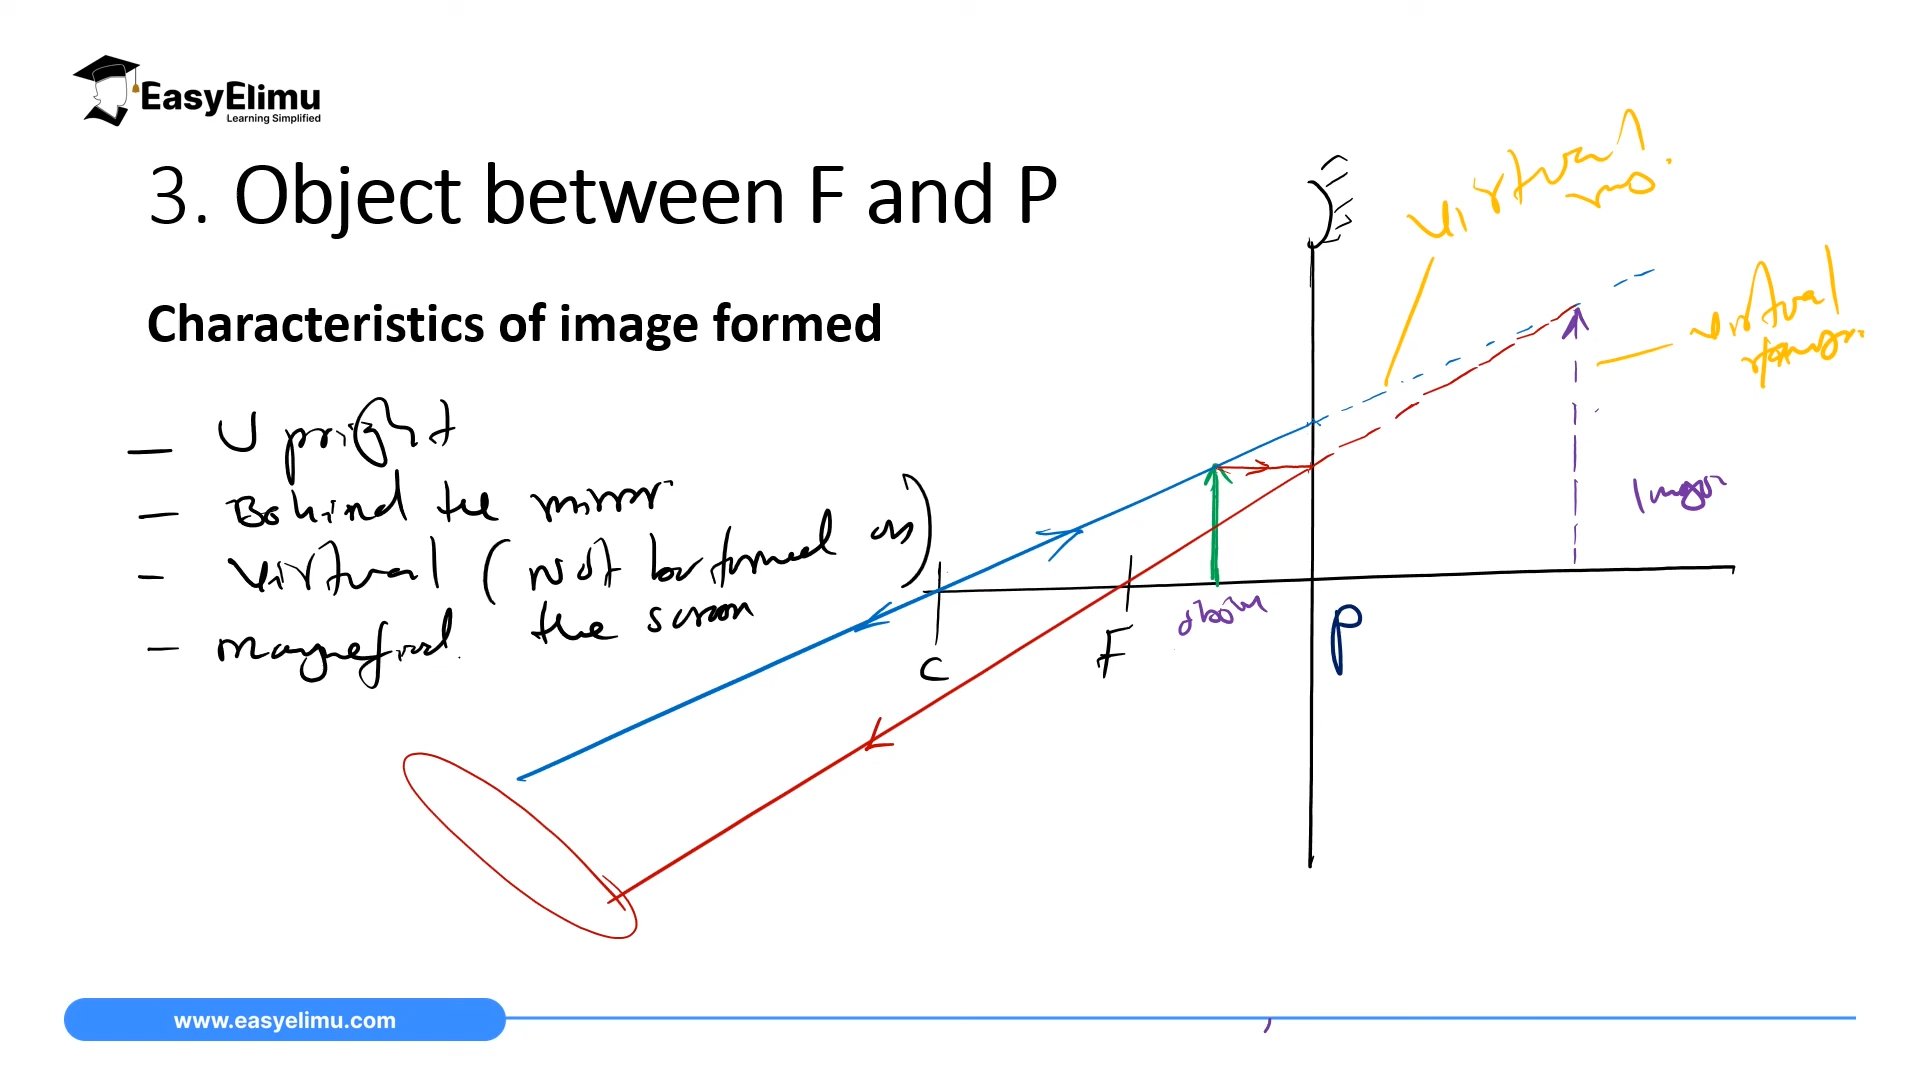 EasyElimu
Learning Simplified
3. Object between F and P
Characteristics of image formed
— Upright
— Behind the mirror
- virtual (not be formed on)
the screen
- magnified.
virtual
virtual
Image
C
F
P
www.easyelimu.com